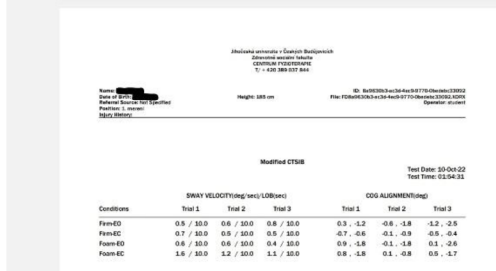 Jihočeská univerzita v Českých Budějovicích
Zdravotně sociální fakulta
CENTRUM FYZIOTERAPIE
T/ + 420 389 037 844
Name:
Date of Birth:
Referral Source: Not Specified
Position: 1. mereni
Injury History:
Height: 185 cm
Operator: student
Modified CTSIB
Test Date: 10-Oct-22
Test Time: 01:54:31
SWAY VELOCITY(deg/sec)/LOB(sec) COG ALIGNMENT(deg)
Conditions Trial 1 Trial 2 Trial 3 Trial 1 Trial 2 Trial 3
Firm-EO 0.5 / 10.0 0.6 / 10.0 0.8 / 10.0 0.3 , -1.2 -0.6 , -1.8 -1.2 , -2.5
Firm-EC 0.7 / 10.0 0.5 / 10.0 0.5 / 10.0 -0.7 , -0.6 -0.1 , -0.9 -0.5 , -0.4
Foam-EO 0.6 / 10.0 0.6 / 10.0 0.4 / 10.0 0.9 , -1.8 -0.1 , -1.8 0.1 , -2.6
Foam-EC 1.6 / 10.0 1.2 / 10.0 1.1 / 10.0 0.8 , -1.8 0.1 , -0.8 0.5 , -1.7